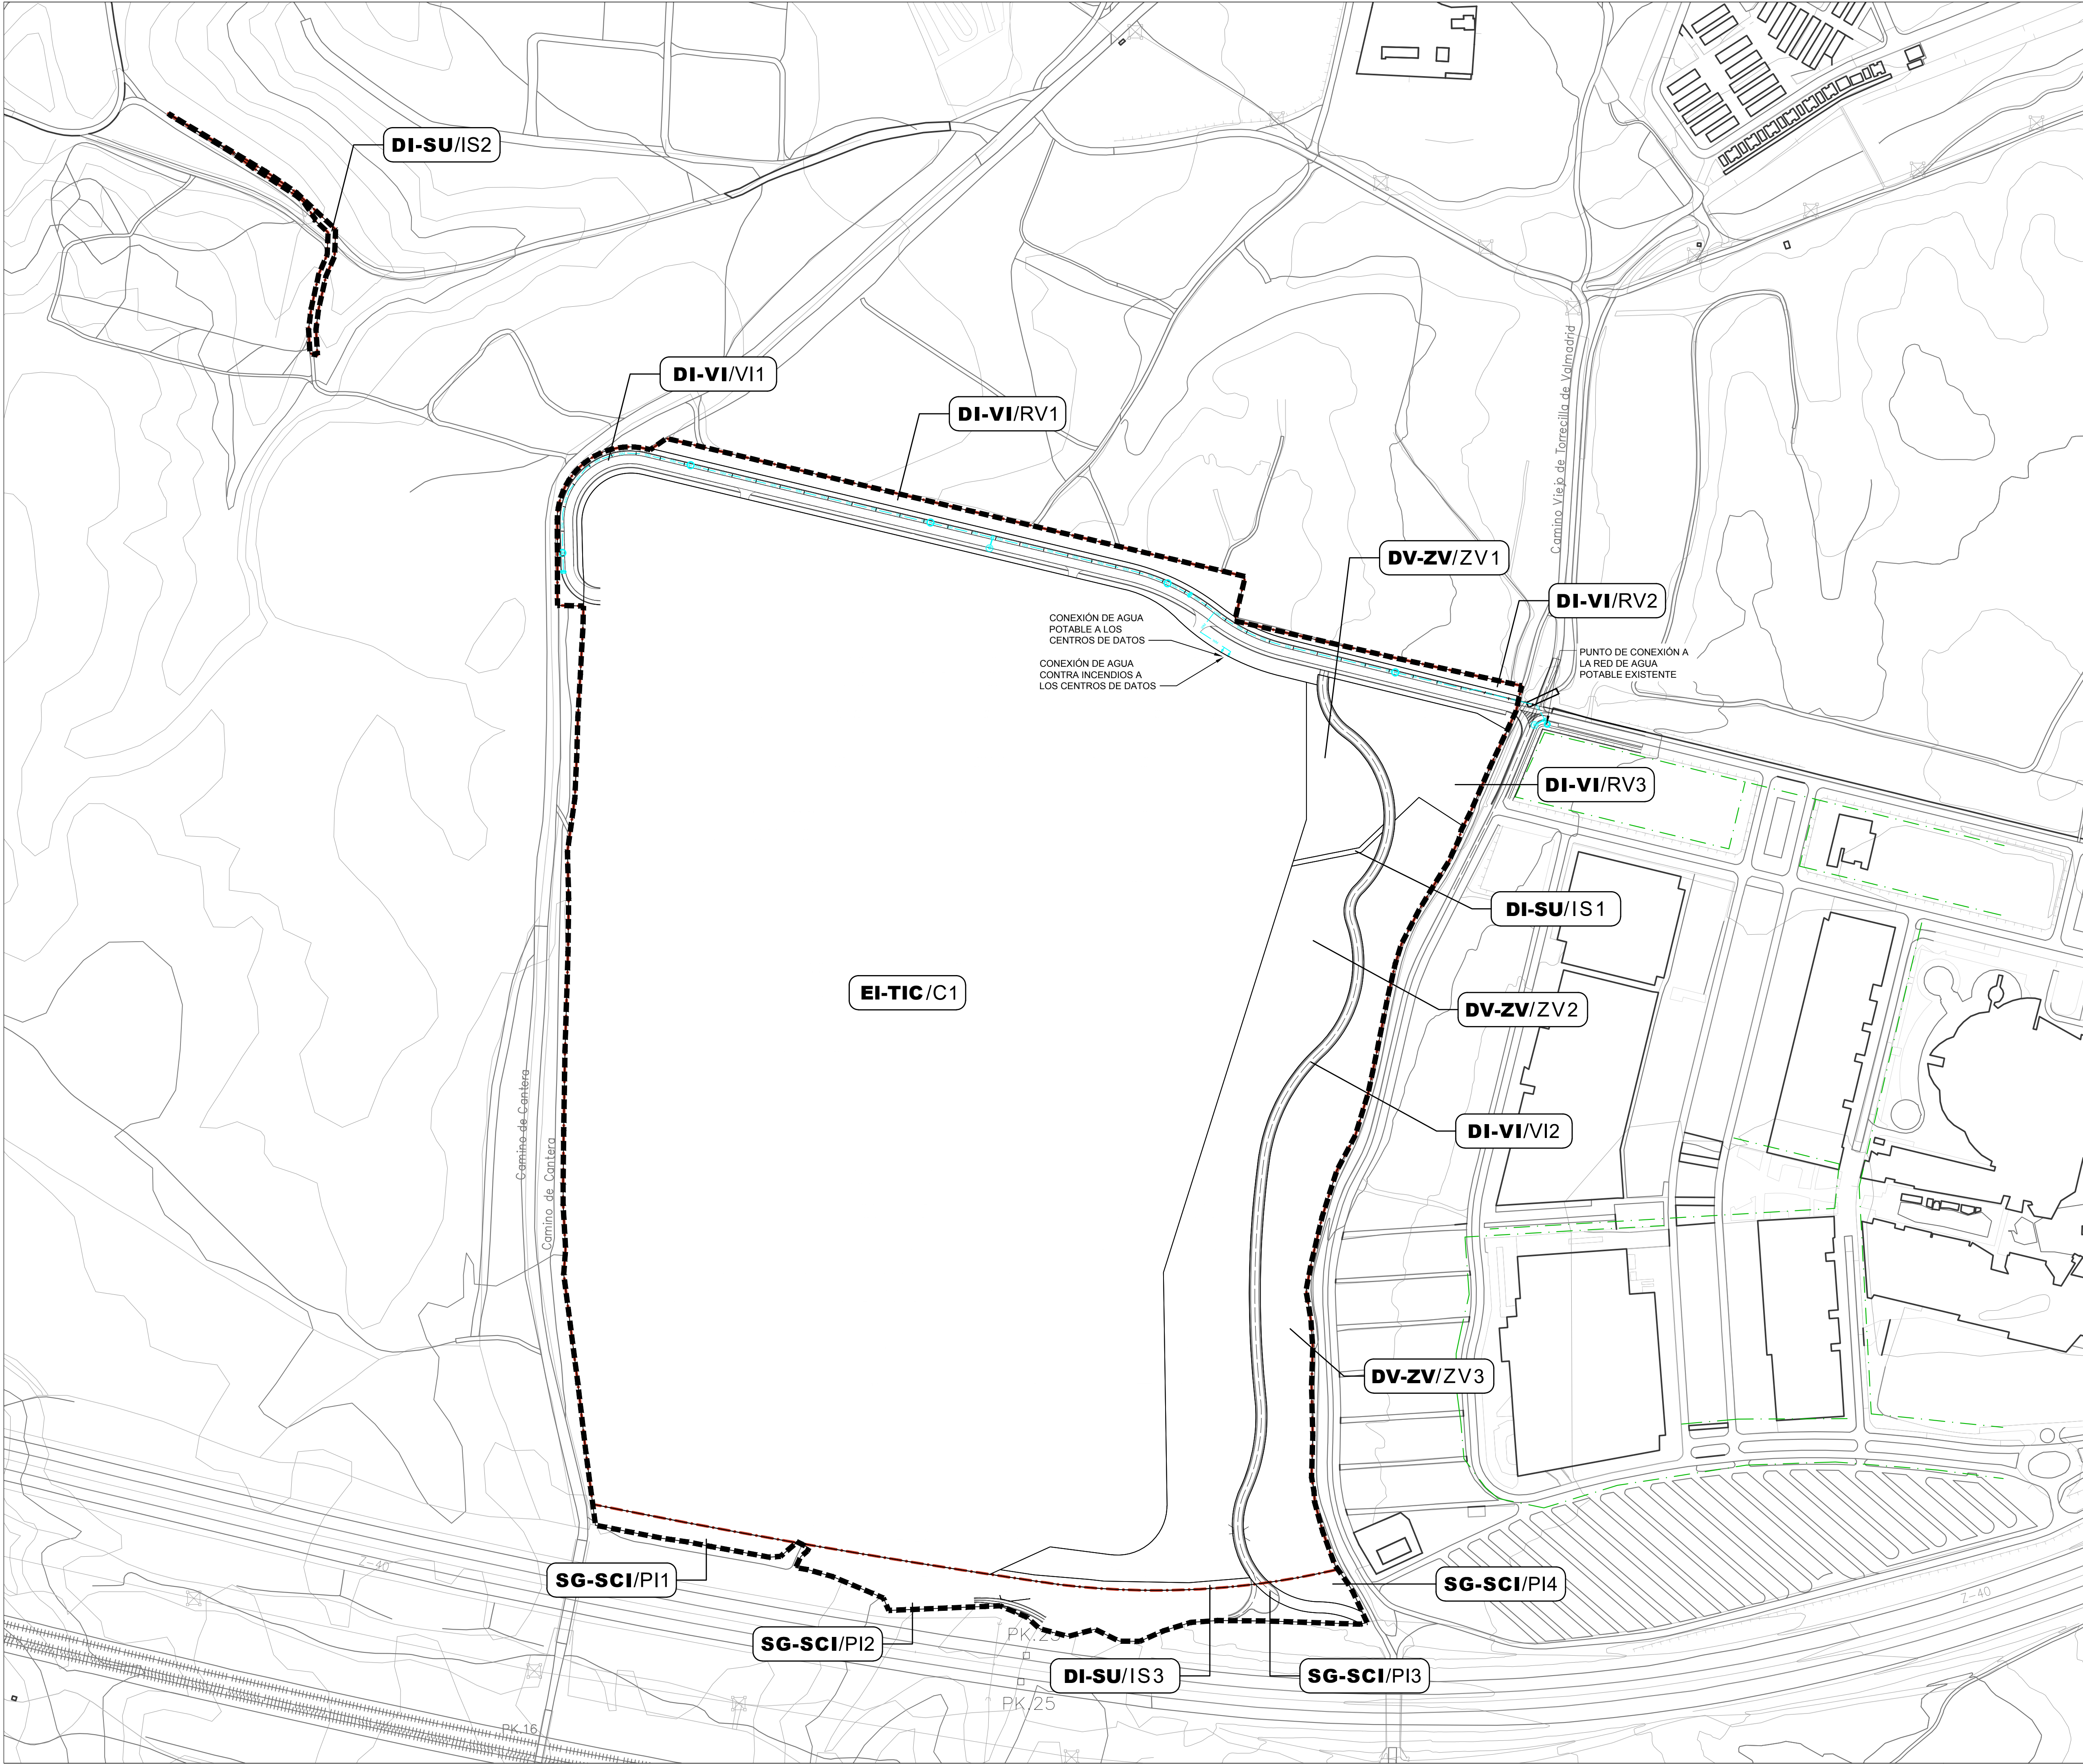 DI-SU/IS2
DI-VI/VI1
DI-VI/RV1
Camino Viejo de Torrecilla de Valmadrid
DV-ZV/ZV1
DI-VI/RV2
CONEXIÓN DE AGUA
POTABLE A LOS
CENTROS DE DATOS
CONEXIÓN DE AGUA
CONTRA INCENDIOS A
LOS CENTROS DE DATOS
PUNTO DE CONEXIÓN A
LA RED DE AGUA
POTABLE EXISTENTE
DI-VI/RV3
DI-SU/IS1
EI-TIC/C1
DV-ZV/ZV2
Camino de Cantera
Camino de Cantera
DI-VI/VI2
DV-ZV/ZV3
Z-40
SG-SCI/PI1
SG-SCI/PI4
Z-40
SG-SCI/PI2
PK.25
DI-SU/IS3
SG-SCI/PI3
PK.25
PK.16